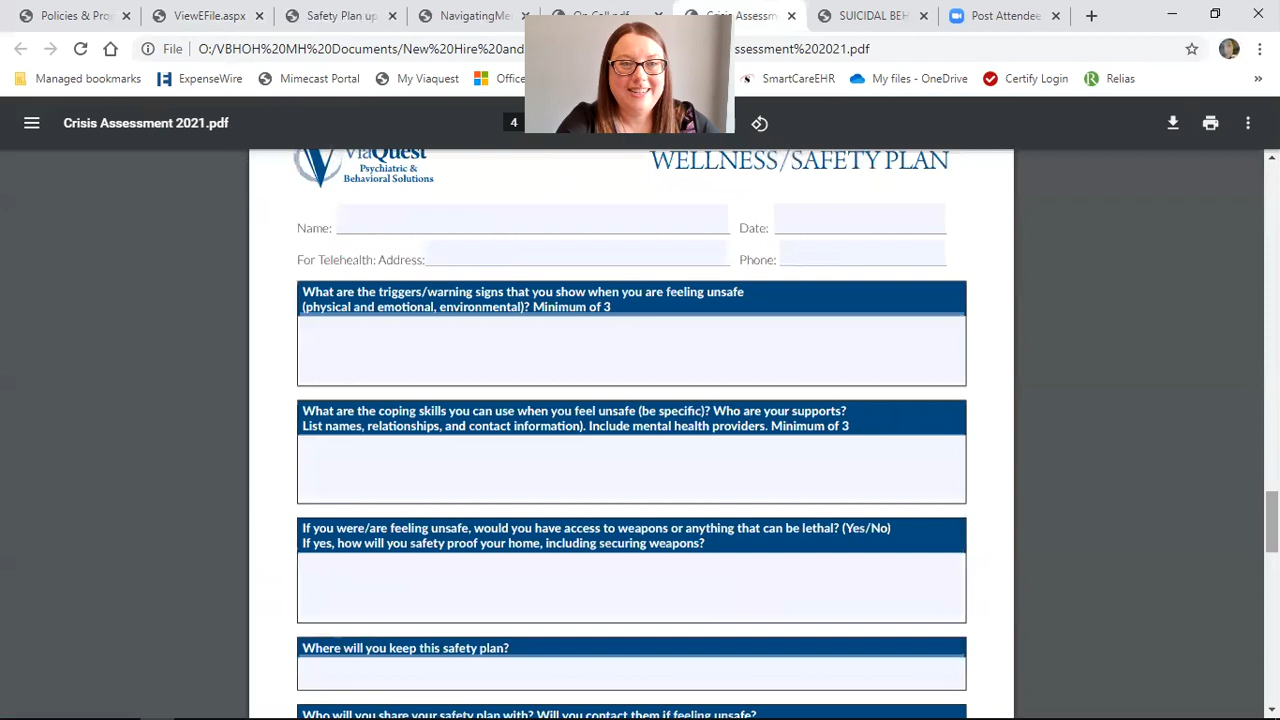 Policies & Pro
ViewEFile.aspx
Safety Plan up
NavigatingMe
On Call.pdf
Crisis Assessm
SUICIDAL BEH
Post Attendee
File
O:/VBHOH%20MH%20Documents/New%20Hire%20and
ssessment%202021.pdf
Managed bookmarks
ExpenseWire
Mimecast Portal
My Viaquest
Office
SmartCareEHR
My files - OneDrive
Certify Login
Relias
Crisis Assessment 2021.pdf
4
ViaQuest
Psychiatric &
Behavioral Solutions
WELLNESS/SAFETY PLAN
Name:
Date:
For Telehealth: Address:
Phone:
What are the triggers/warning signs that you show when you are feeling unsafe
(physical and emotional, environmental)? Minimum of 3
What are the coping skills you can use when you feel unsafe (be specific)? Who are your supports?
List names, relationships, and contact information). Include mental health providers. Minimum of 3
If you were/are feeling unsafe, would you have access to weapons or anything that can be lethal? (Yes/No)
If yes, how will you safety proof your home, including securing weapons?
Where will you keep this safety plan?
Who will you share your safety plan with? Will you contact them if feeling unsafe?